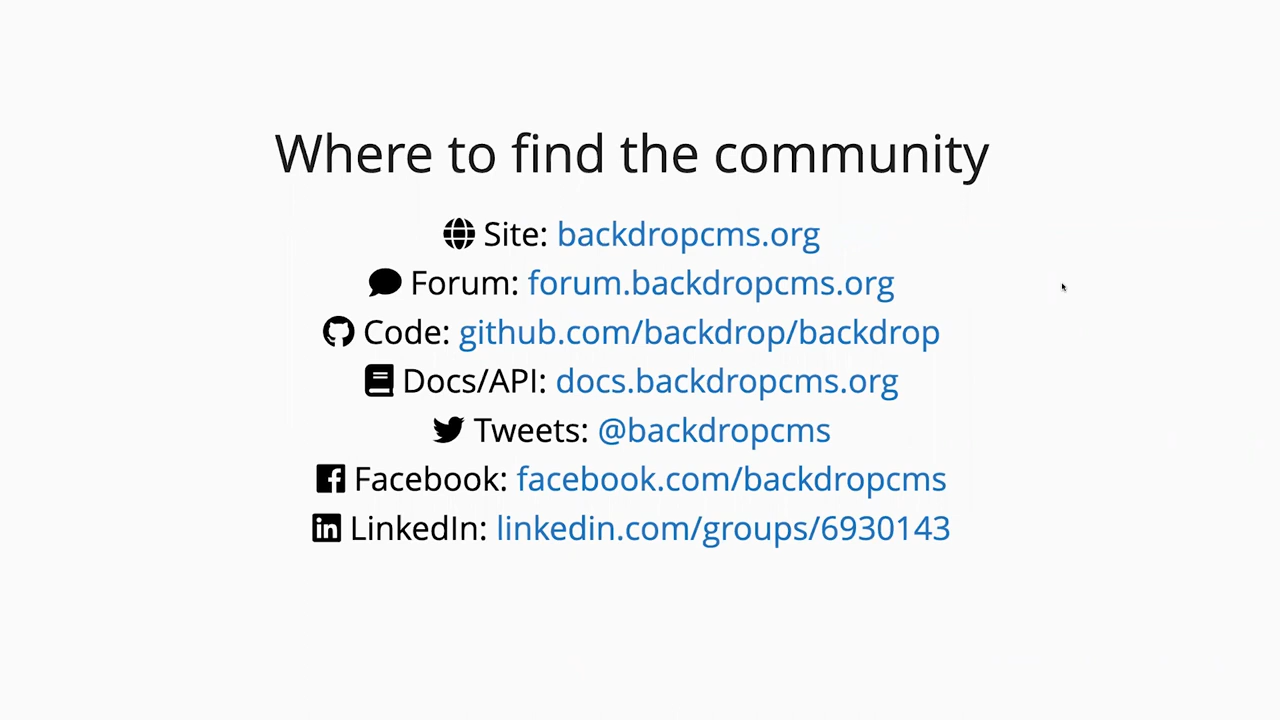 Where to find the community
Site: backdropcms.org
Forum: forum.backdropcms.org
Code: github.com/backdrop/backdrop
Docs/API: docs.backdropcms.org
Tweets: @backdropcms
Facebook: facebook.com/backdropcms
LinkedIn: linkedin.com/groups/6930143